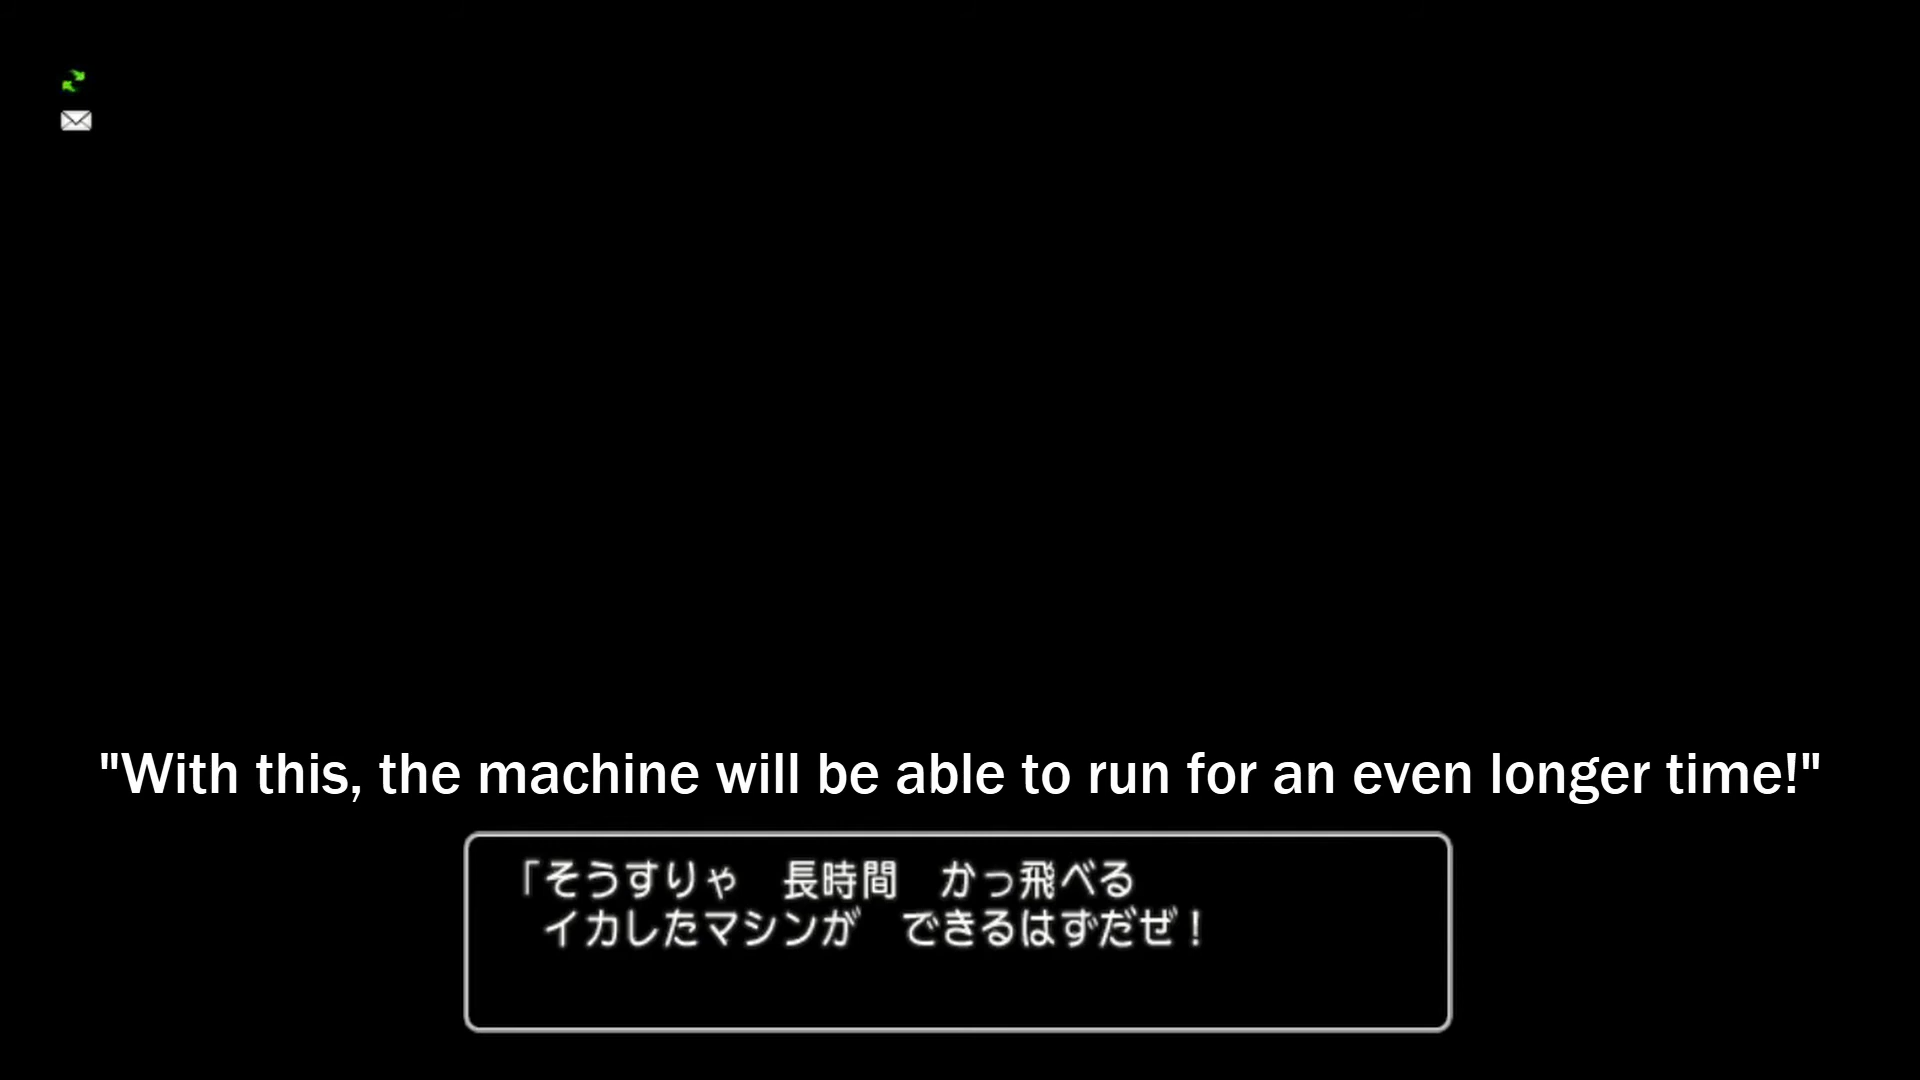 "With this, the machine will be able to run for an even longer time!"
「そうすりゃ　長時間　かっ飛べる
イカしたマシンが　できるはずだぜ！